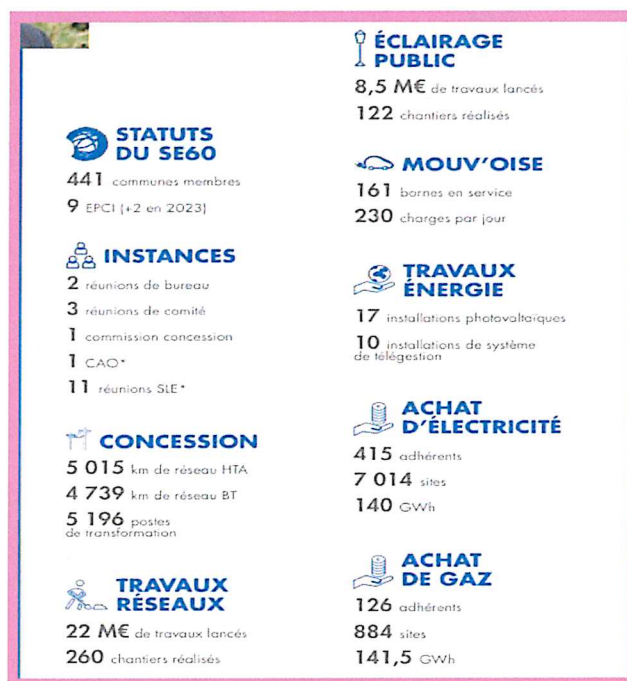 STATUTS
DU SE60
441 communes membres
9 EPCI (+2 en 2023)
INSTANCES
2 réunions de bureau
3 réunions de comité
1 commission concession
1 CAO*
11 réunions SLE*
CONCESSION
5 015 km de réseau HTA
4 739 km de réseau BT
5 196 postes
de transformation
TRAVAUX
RÉSEAUX
22 M€ de travaux lancés
260 chantiers réalisés
ÉCLAIRAGE
PUBLIC
8,5 M€ de travaux lancés
122 chantiers réalisés
MOUV'OISE
161 bornes en service
230 charges par jour
TRAVAUX
ÉNERGIE
17 installations photovoltaïques
10 installations de système
de télégestion
ACHAT
D'ÉLECTRICITÉ
415 adhérents
7 014 sites
140 GWh
ACHAT
DE GAZ
126 adhérents
884 sites
141,5 GWh